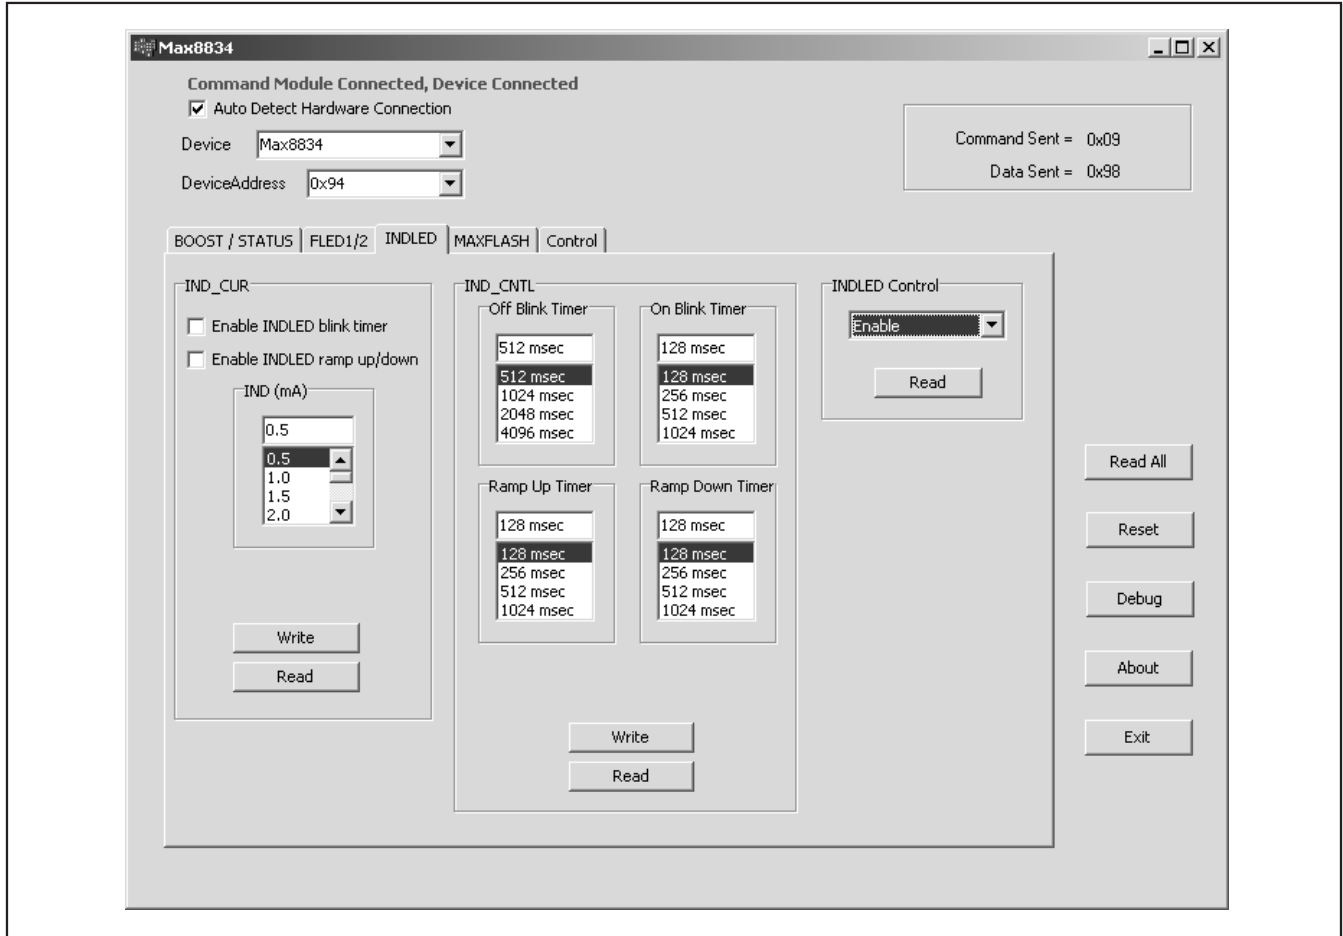 Max8834
Command Module Connected, Device Connected
Auto Detect Hardware Connection
Device Max8834
DeviceAddress 0x94
Command Sent = 0x09
Data Sent = 0x98
BOOST / STATUS FLED1/2 INDLED MAXFLASH Control
IND_CUR
Enable INDLED blink timer
Enable INDLED ramp up/down
IND (mA)
0.5
0.5
1.0
1.5
2.0
Write
Read
IND_CNTL
Off Blink Timer
512 msec
512 msec
1024 msec
2048 msec
4096 msec
On Blink Timer
128 msec
128 msec
256 msec
512 msec
1024 msec
Ramp Up Timer
128 msec
128 msec
256 msec
512 msec
1024 msec
Ramp Down Timer
128 msec
128 msec
256 msec
512 msec
1024 msec
Write
Read
INDLED Control
Enable
Read
Read All
Reset
Debug
About
Exit